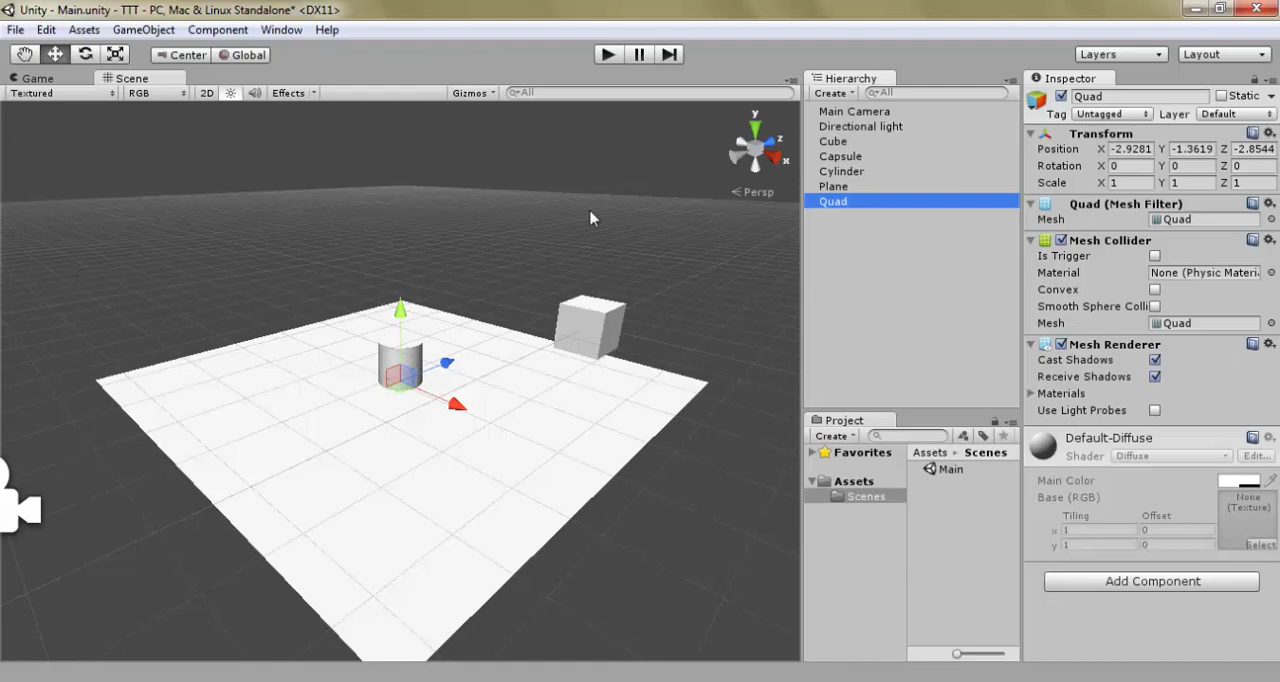 Unity - Main.unity - TTT - PC, Mac & Linux Standalone* <DX11>
File Edit Assets GameObject Component Window Help
Center Global
Layers Layout
Game Scene
Textured RGB 2D Effects Gizmos All
y
z
x
Persp
Hierarchy
Create All
Main Camera
Directional light
Cube
Capsule
Cylinder
Plane
Quad
Project
Create
Favorites
Assets
Scenes
Assets Scenes
Main
Inspector
Quad Static
Tag Untagged Layer Default
Transform
Position X -2.9281 Y -1.3619 Z -2.8544
Rotation X 0 Y 0 Z 0
Scale X 1 Y 1 Z 1
Quad (Mesh Filter)
Mesh Quad
Mesh Collider
Is Trigger
Material None (Physic Materi
Convex
Smooth Sphere Colli
Mesh Quad
Mesh Renderer
Cast Shadows
Receive Shadows
Materials
Use Light Probes
Default-Diffuse
Shader Diffuse Edit...
Main Color
Base (RGB)
None
(Texture)
Tiling Offset
x 1 0
y 1 0
Select
Add Component